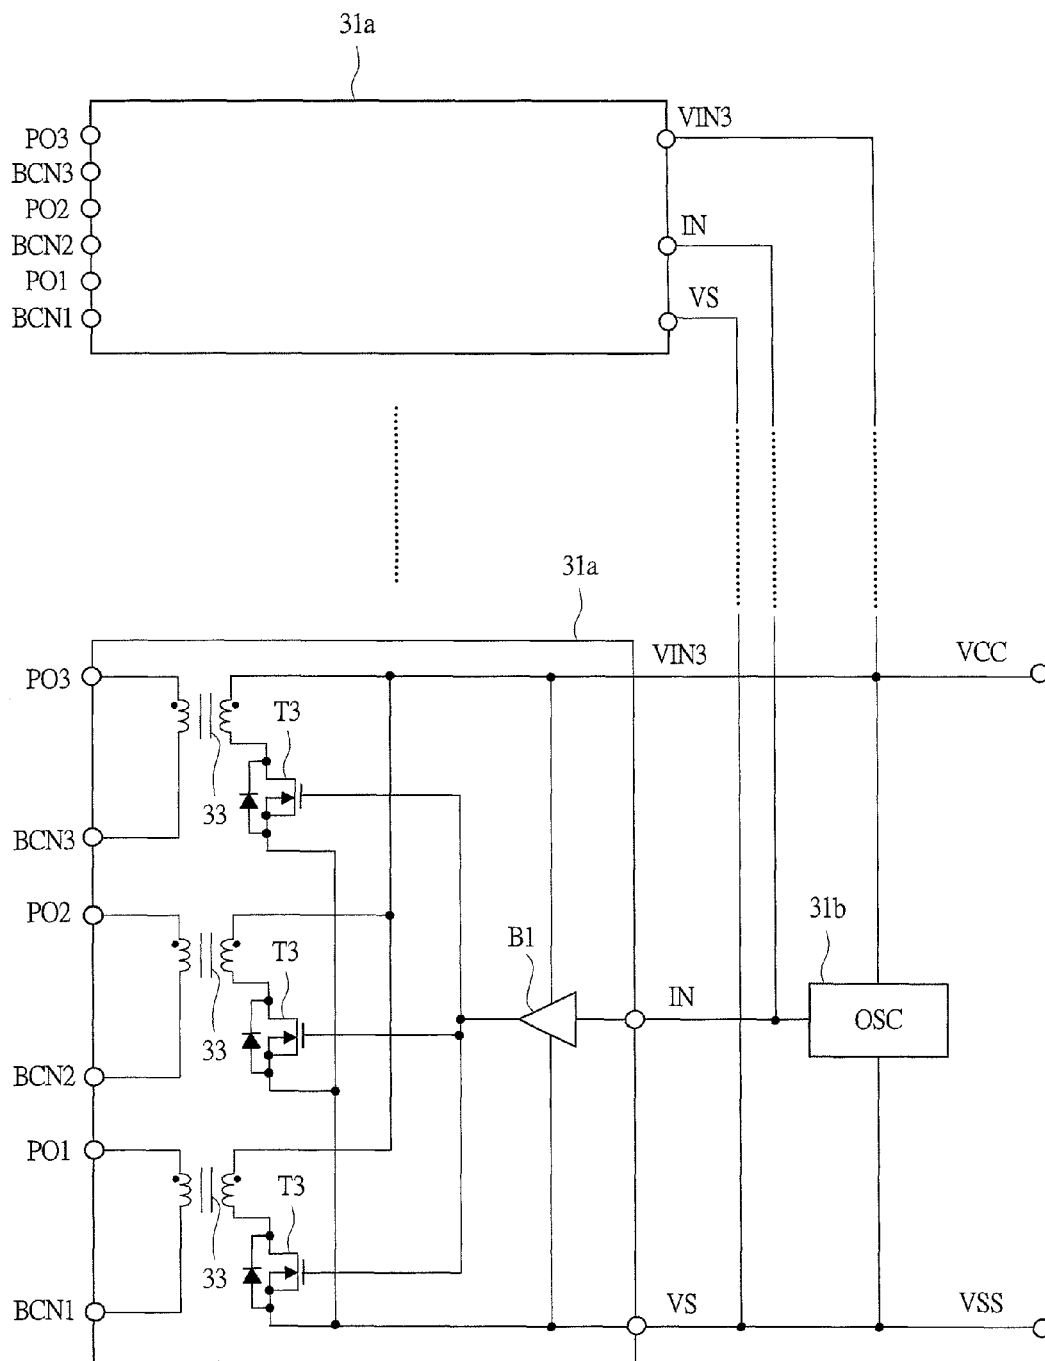 31a
VIN3
PO3
BCN3
PO2
IN
BCN2
PO1
VS
BCN1
31a
VIN3
VCC
PO3
T3
33
BCN3
PO2
31b
B1
T3
IN
OSC
33
BCN2
PO1
T3
33
BCN1
VS
VSS